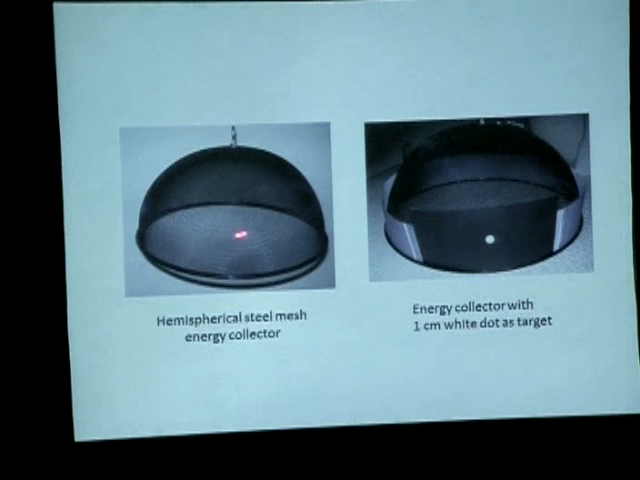 Hemispherical steel mesh
energy collector
Energy collector with
1 cm white dot as target